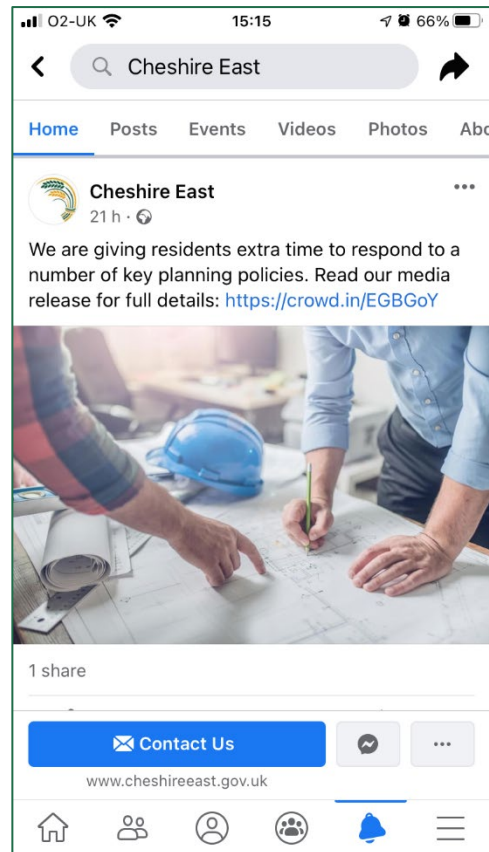 O2-UK 15:15 66%
Cheshire East
Home Posts Events Videos Photos Abo
Cheshire East
21 h ·
We are giving residents extra time to respond to a
number of key planning policies. Read our media
release for full details: https://crowd.in/EGBGoY
1 share
Contact Us
www.cheshireeast.gov.uk